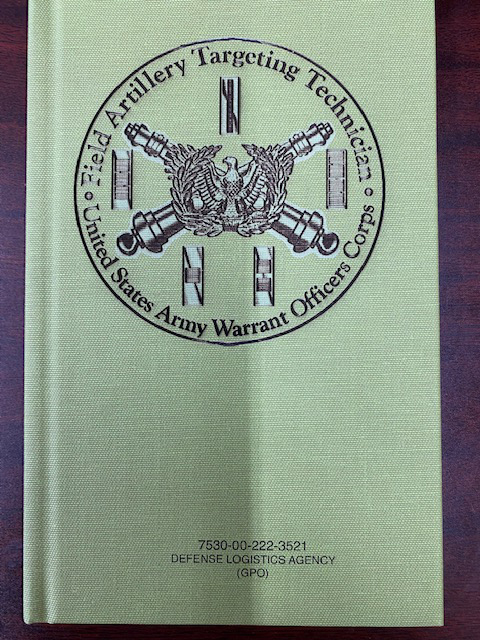 Field Artillery Targeting Technician
United States Army Warrant Officers Corps
7530-00-222-3521
DEFENSE LOGISTICS AGENCY
(GPO)